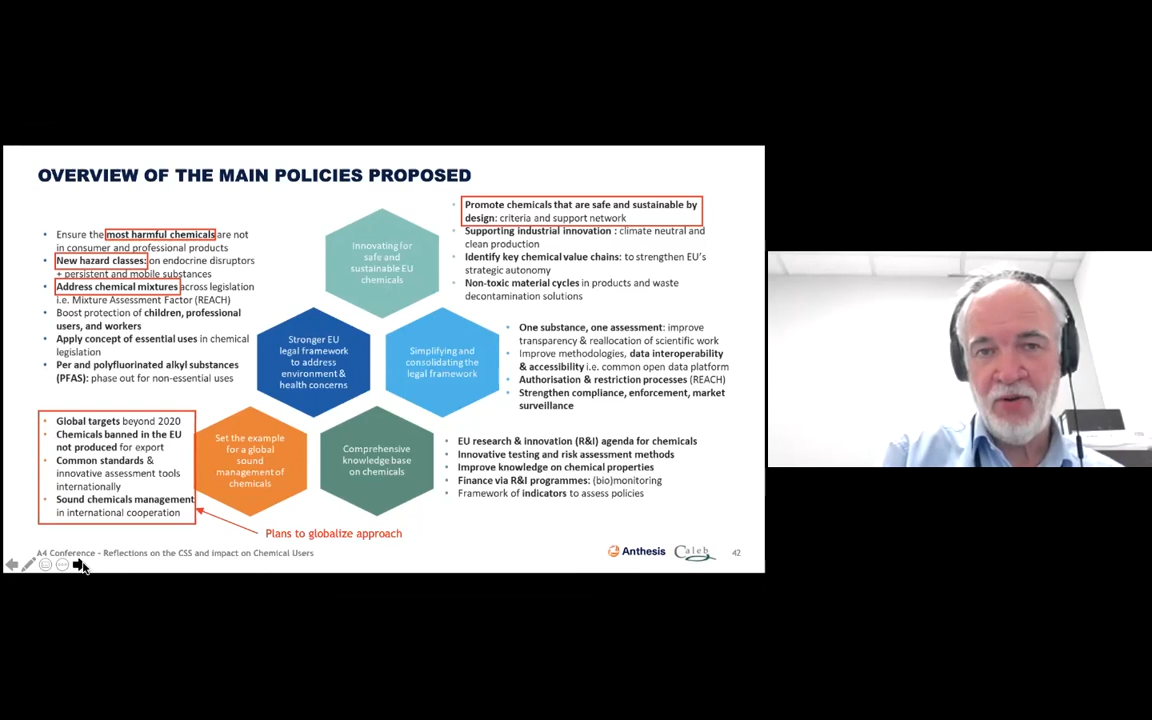 OVERVIEW OF THE MAIN POLICIES PROPOSED
• Ensure the most harmful chemicals are not
in consumer and professional products
• New hazard classes: on endocrine disruptors
+ persistent and mobile substances
• Address chemical mixtures across legislation
i.e. Mixture Assessment Factor (REACH)
• Boost protection of children, professional
users, and workers
• Apply concept of essential uses in chemical
legislation
• Per and polyfluorinated alkyl substances
(PFAS): phase out for non-essential uses
Innovating for
safe and
sustainable EU
chemicals
• Promote chemicals that are safe and sustainable by
design: criteria and support network
• Supporting industrial innovation : climate neutral and
clean production
• Identify key chemical value chains: to strengthen EU's
strategic autonomy
• Non-toxic material cycles in products and waste
decontamination solutions
Stronger EU
legal framework
to address
environment &
health concerns
Simplifying and
consolidating the
legal framework
• One substance, one assessment: improve
transparency & reallocation of scientific work
• Improve methodologies, data interoperability
& accessibility i.e. common open data platform
• Authorisation & restriction processes (REACH)
• Strengthen compliance, enforcement, market
surveillance
• Global targets beyond 2020
• Chemicals banned in the EU
not produced for export
• Common standards &
innovative assessment tools
internationally
• Sound chemicals management
in international cooperation
Set the example
for a global
sound
management of
chemicals
Comprehensive
knowledge base
on chemicals
• EU research & innovation (R&I) agenda for chemicals
• Innovative testing and risk assessment methods
• Improve knowledge on chemical properties
• Finance via R&I programmes: (bio)monitoring
• Framework of indicators to assess policies
Plans to globalize approach
A4 Conference - Reflections on the CSS and impact on Chemical Users
Anthesis
Caleb
42